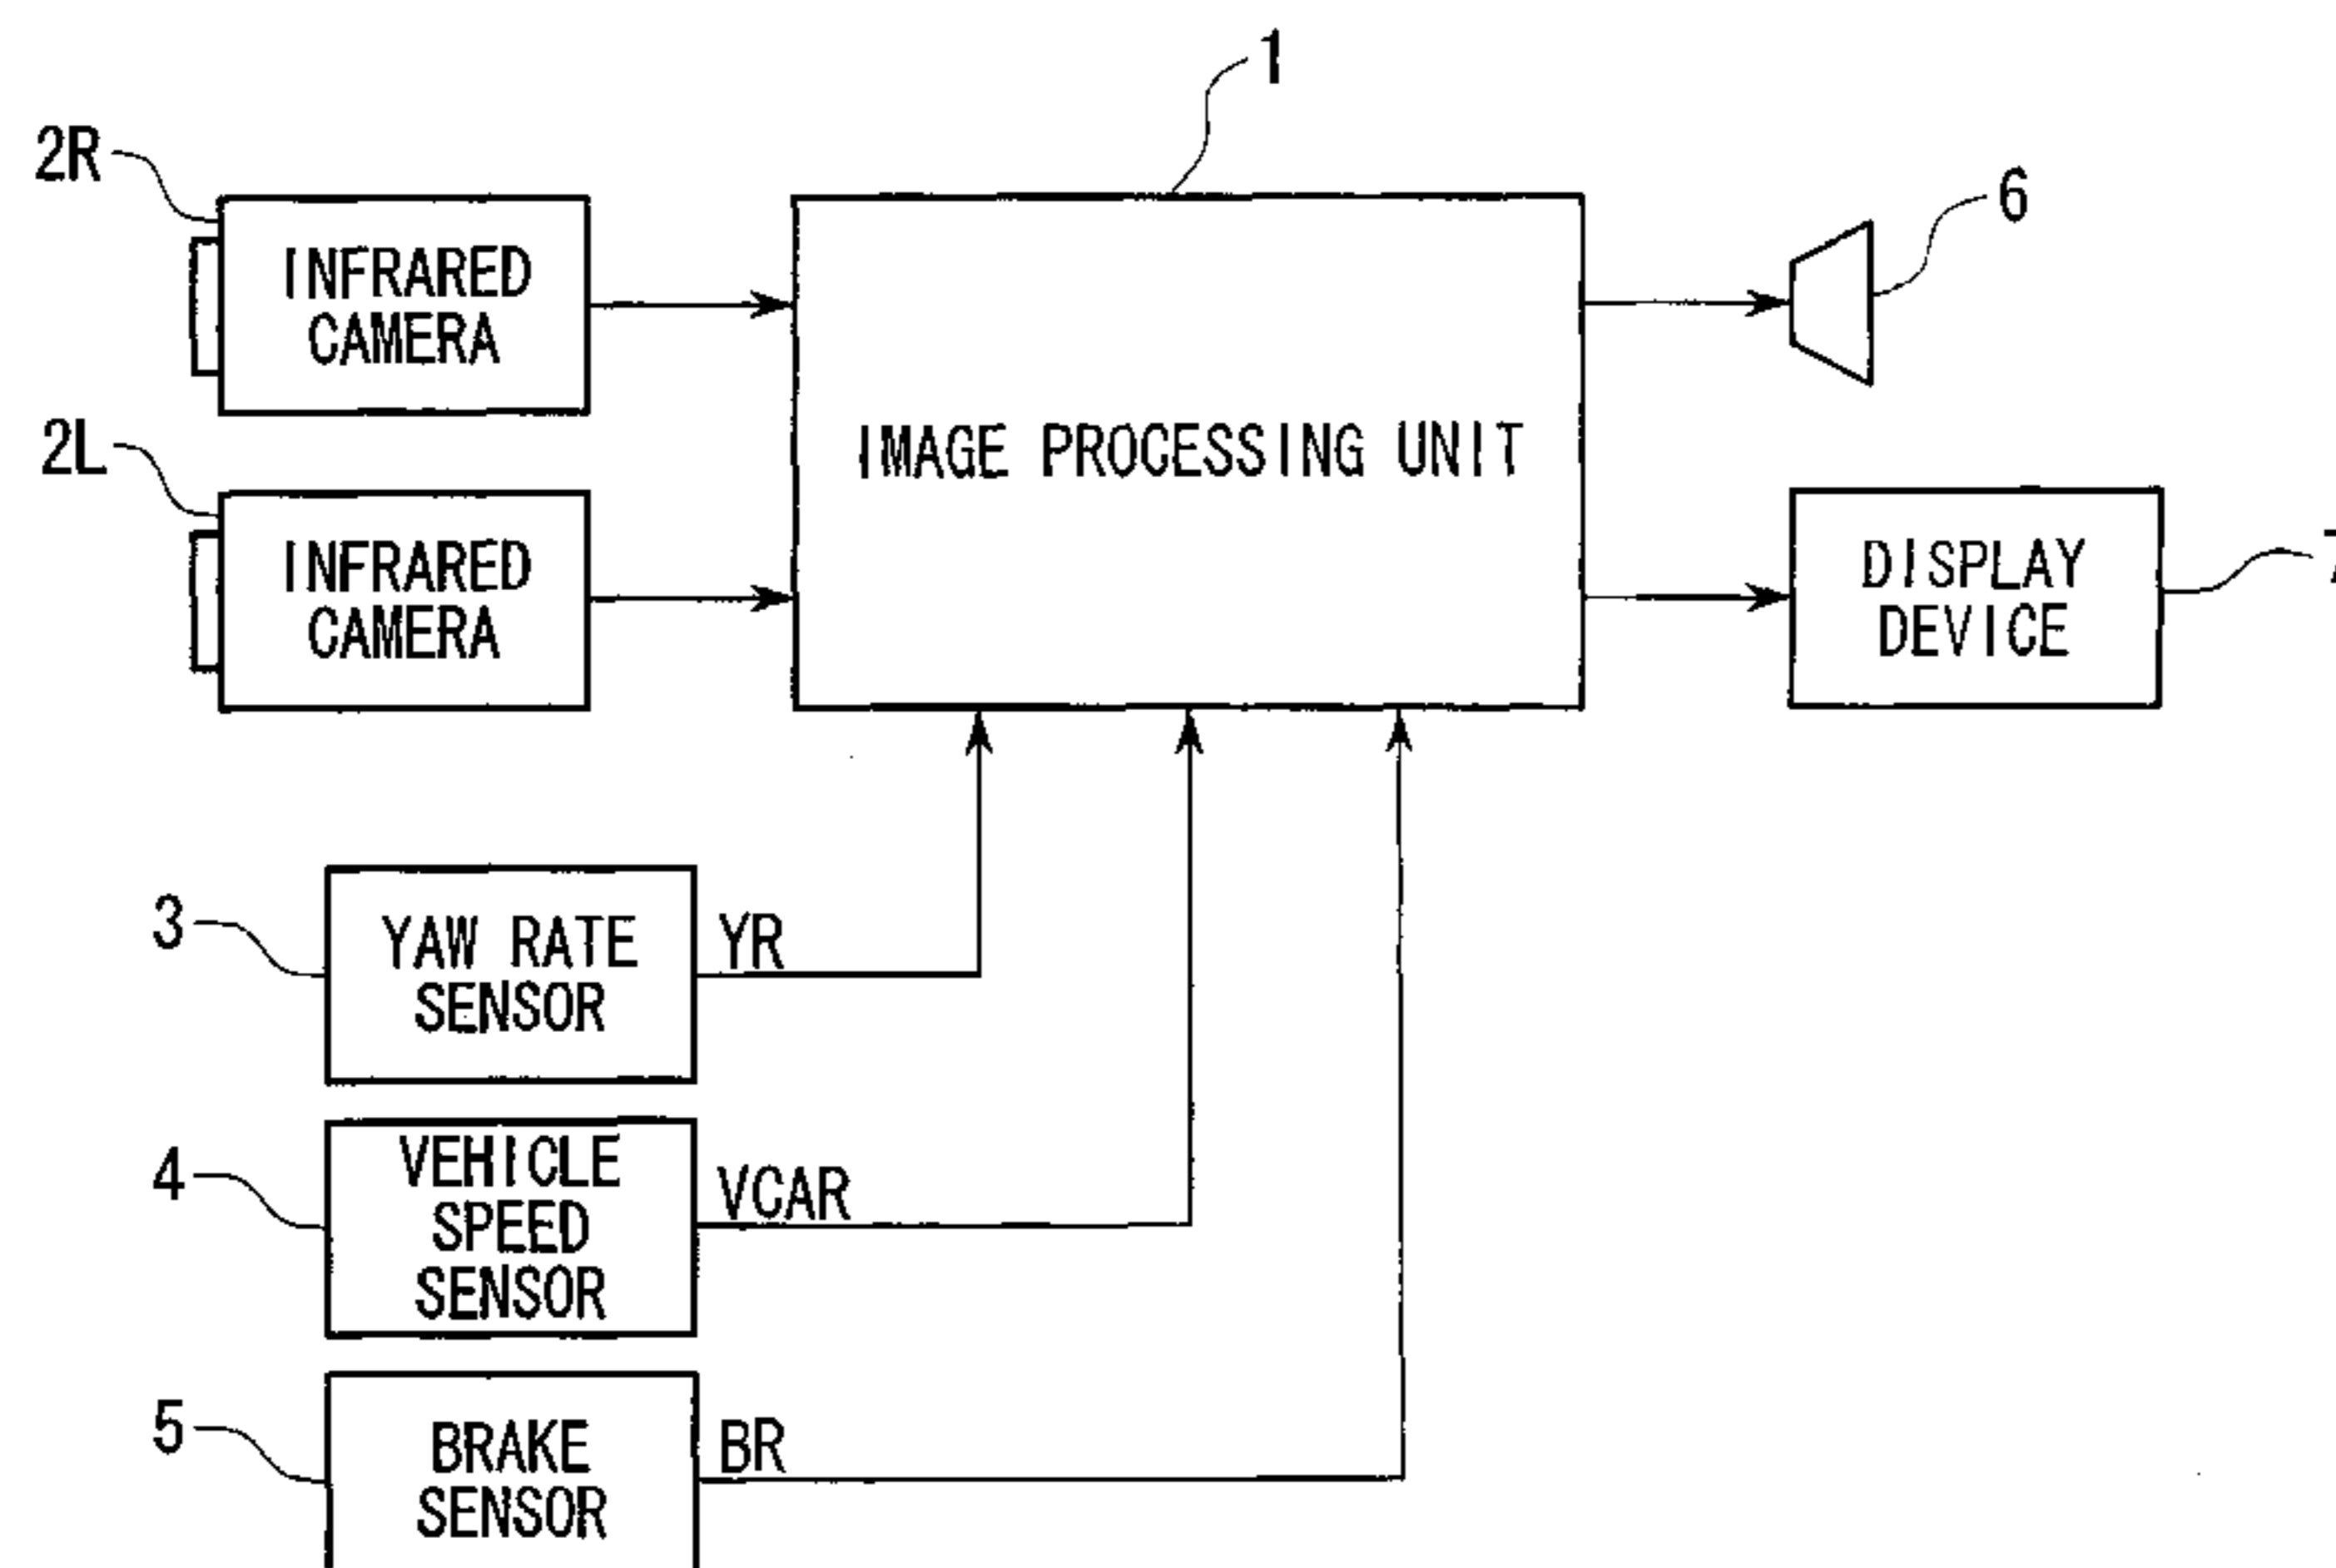 1
2R
INFRARED
CAMERA
6
IMAGE PROCESSING UNIT
2L
INFRARED
CAMERA
DISPLAY
DEVICE
3
YAW RATE
SENSOR
YR
4
VEHICLE
SPEED
SENSOR
VCAR
5
BRAKE
SENSOR
BR